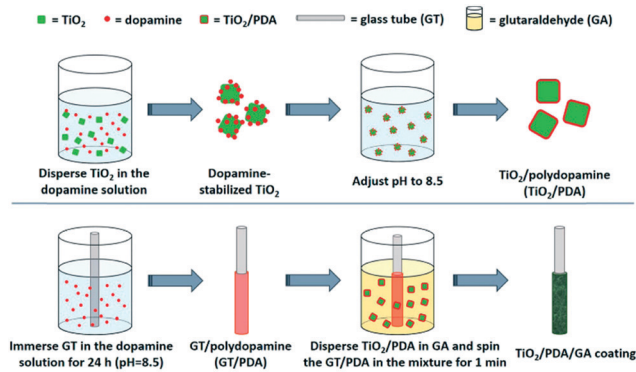 = TiO2
= dopamine
= TiO2/PDA
= glass tube (GT)
= glutaraldehyde (GA)
Disperse TiO2 in the
dopamine solution
Dopamine-
stabilized TiO2
Adjust pH to 8.5
TiO2/polydopamine
(TiO2/PDA)
Immerse GT in the dopamine
solution for 24 h (pH=8.5)
GT/polydopamine
(GT/PDA)
Disperse TiO2/PDA in GA and spin
the GT/PDA in the mixture for 1 min
TiO2/PDA/GA coating